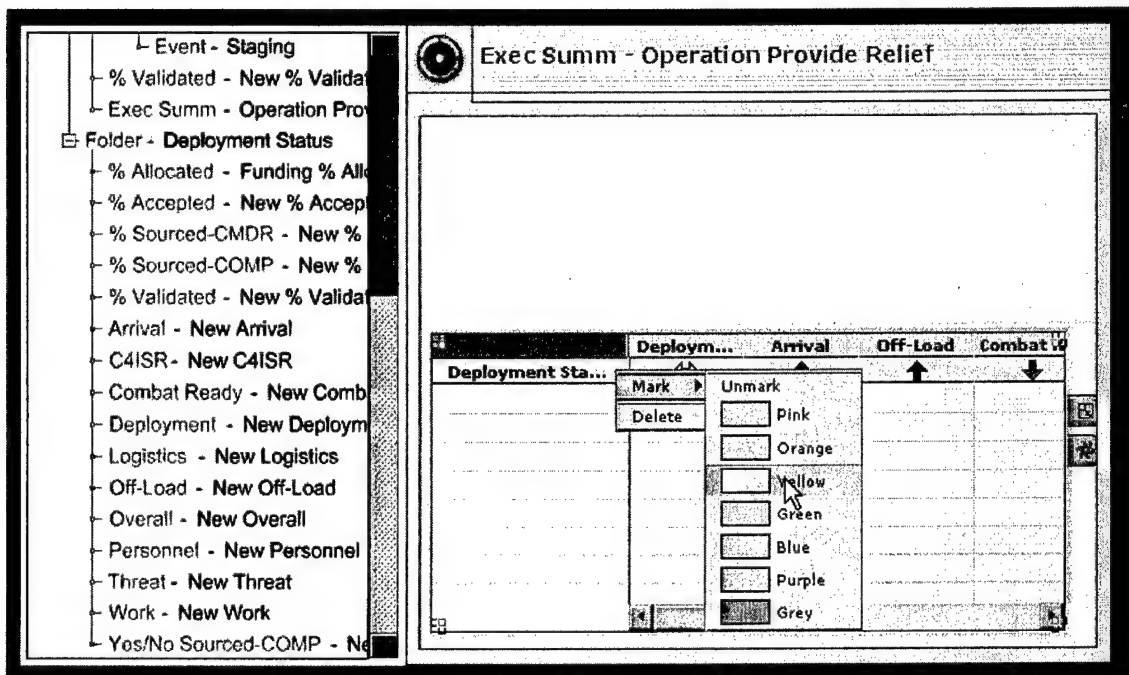 Event - Staging
% Validated - New % Validat
Exec Summ - Operation Prov
Folder - Deployment Status
% Allocated - Funding % Allo
% Accepted - New % Accept
% Sourced-CMDR - New %
% Sourced-COMP - New %
% Validated - New % Validat
Arrival - New Arrival
C4ISR - New C4ISR
Combat Ready - New Comb
Deployment - New Deploym
Logistics - New Logistics
Off-Load - New Off-Load
Overall - New Overall
Personnel - New Personnel
Threat - New Threat
Work - New Work
Yes/No Sourced-COMP - Ne
Exec Summ - Operation Provide Relief
Deploym... Arrival Off-Load Combat
Deployment Sta...
Mark Unmark
Delete
Pink
Orange
Yellow
Green
Blue
Purple
Grey